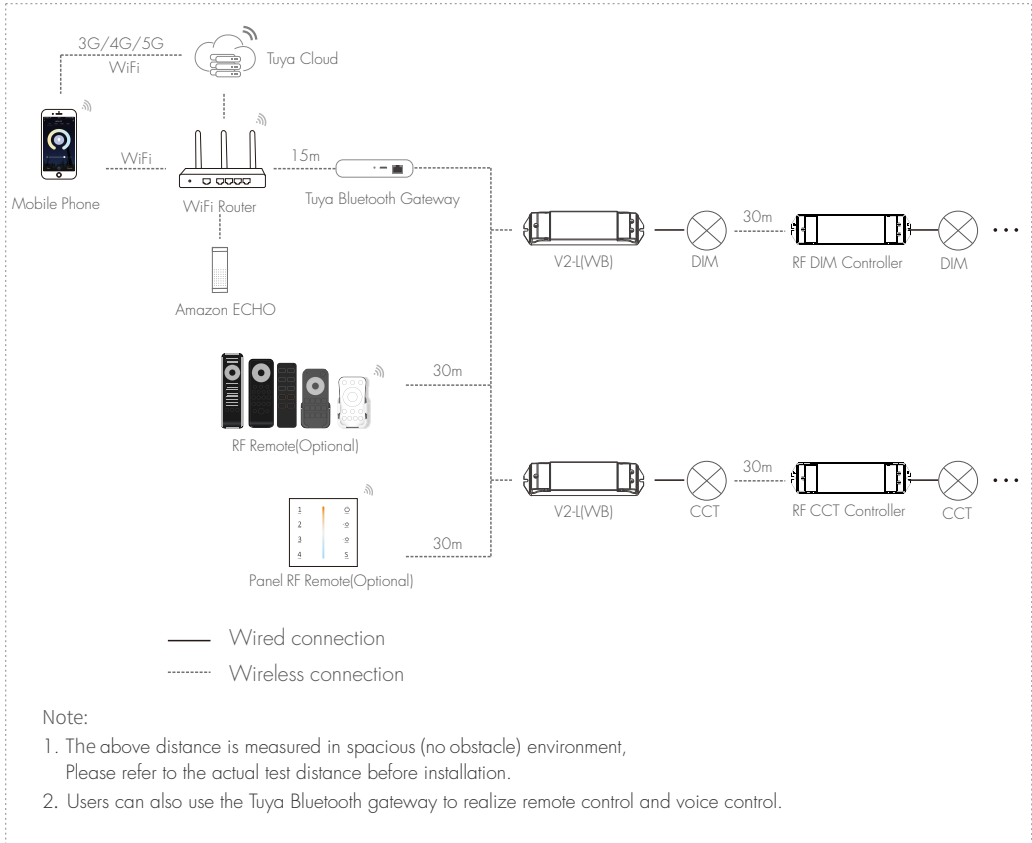 3G/4G/5G
WiFi
Tuya Cloud
WiFi
15m
Mobile Phone
WiFi Router
Tuya Bluetooth Gateway
Amazon ECHO
V2-L(WB)
DIM
30m
RF DIM Controller
DIM
30m
RF Remote(Optional)
V2-L(WB)
CCT
30m
RF CCT Controller
CCT
1
2
3
4
S
30m
Panel RF Remote(Optional)
Wired connection
Wireless connection
Note:
1. The above distance is measured in spacious (no obstacle) environment,
Please refer to the actual test distance before installation.
2. Users can also use the Tuya Bluetooth gateway to realize remote control and voice control.